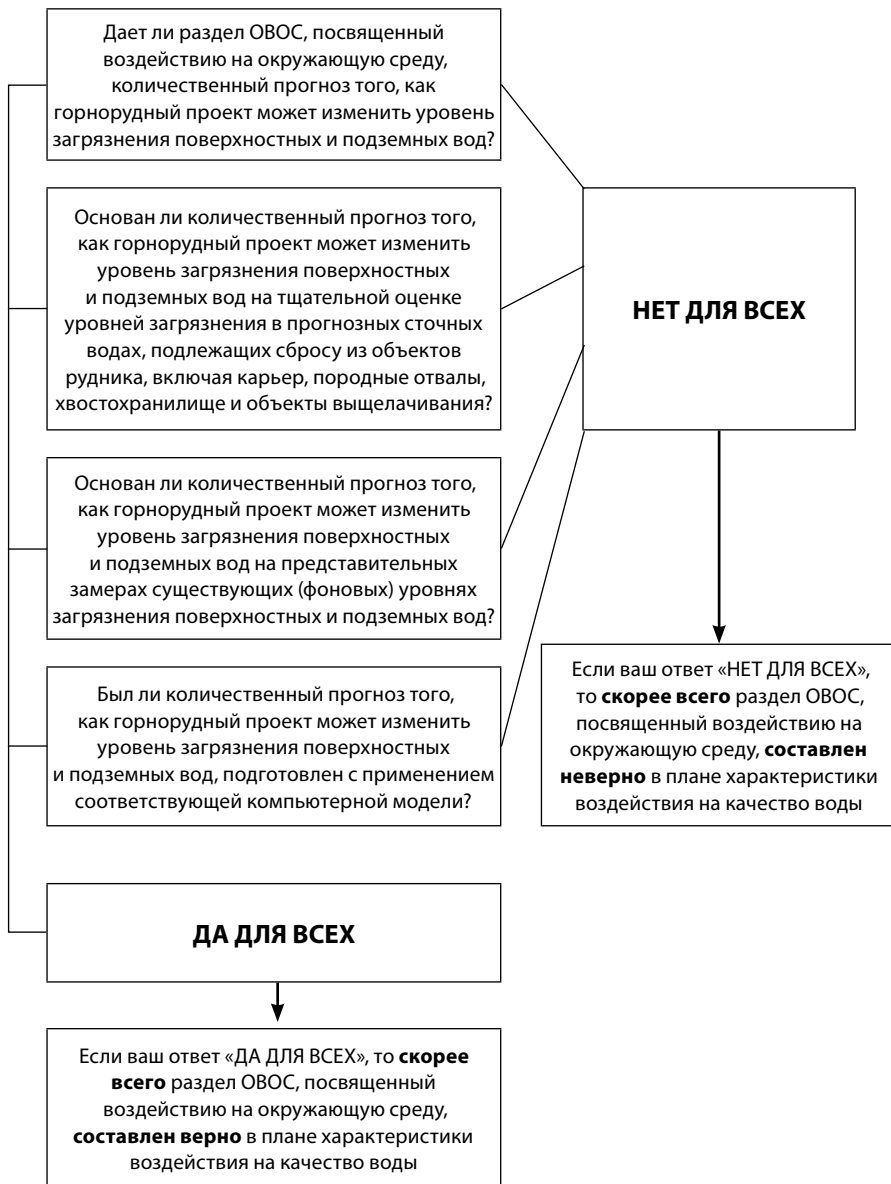 Дает ли раздел ОВОС, посвященный
воздействию на окружающую среду,
количественный прогноз того, как
горнорудный проект может изменить уровень
загрязнения поверхностных и подземных вод?
Основан ли количественный прогноз того,
как горнорудный проект может изменить
уровень загрязнения поверхностных
и подземных вод на тщательной оценке
уровней загрязнения в прогнозных сточных
водах, подлежащих сбросу из объектов
рудника, включая карьер, породные отвалы,
хвостохранилище и объекты выщелачивания?
НЕТ ДЛЯ ВСЕХ
Основан ли количественный прогноз того,
как горнорудный проект может изменить
уровень загрязнения поверхностных
и подземных вод на представительных
замерах существующих (фоновых) уровнях
загрязнения поверхностных и подземных вод?
Был ли количественный прогноз того,
как горнорудный проект может изменить
уровень загрязнения поверхностных
и подземных вод, подготовлен с применением
соответствующей компьютерной модели?
Если ваш ответ «НЕТ ДЛЯ ВСЕХ»,
то скорее всего раздел ОВОС,
посвященный воздействию на
окружающую среду, составлен
неверно в плане характеристики
воздействия на качество воды
ДА ДЛЯ ВСЕХ
Если ваш ответ «ДА ДЛЯ ВСЕХ», то скорее
всего раздел ОВОС, посвященный
воздействию на окружающую среду,
составлен верно в плане характеристики
воздействия на качество воды